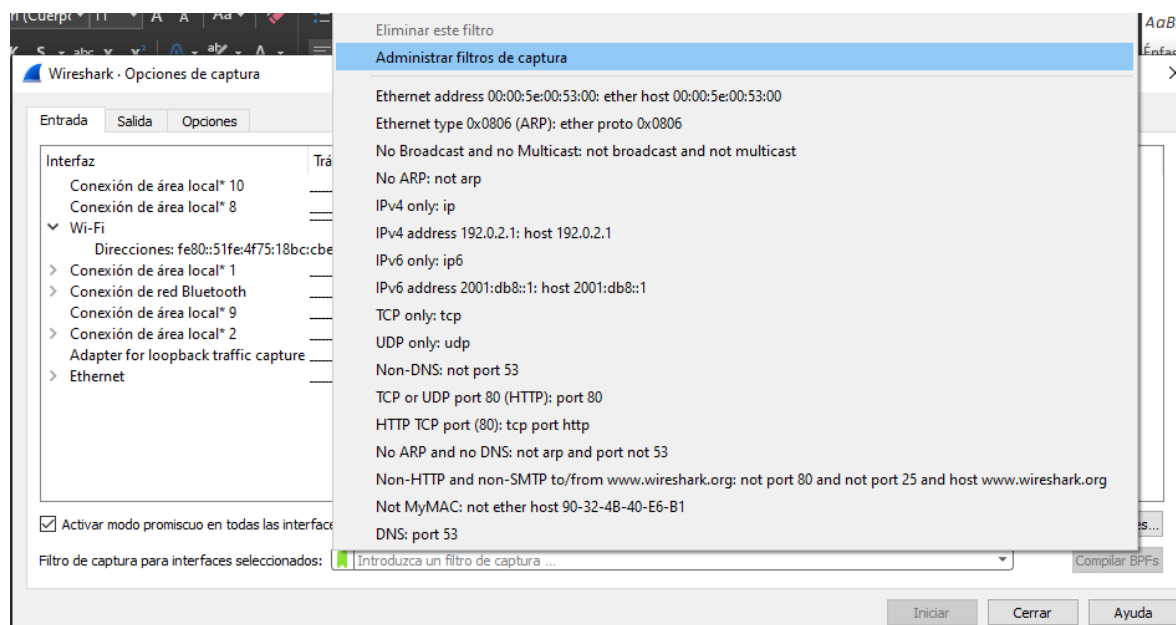 Aa
Eliminar este filtro
AaB
abc
Administrar filtros de captura
Wireshark · Opciones de captura
Entrada Salida Opciones
Ethernet address 00:00:5e:00:53:00: ether host 00:00:5e:00:53:00
Ethernet type 0x0806 (ARP): ether proto 0x0806
Interfaz
No Broadcast and no Multicast: not broadcast and not multicast
Conexión de área local* 10
No ARP: not arp
Conexión de área local* 8
IPv4 only: ip
Wi-Fi
IPv4 address 192.0.2.1: host 192.0.2.1
Direcciones: fe80::51fe:4f75:18bc:cbe
IPv6 only: ip6
Conexión de área local* 1
IPv6 address 2001:db8::1: host 2001:db8::1
Conexión de red Bluetooth
Conexión de área local* 9
TCP only: tcp
Conexión de área local* 2
UDP only: udp
Adapter for loopback traffic capture
Non-DNS: not port 53
Ethernet
TCP or UDP port 80 (HTTP): port 80
HTTP TCP port (80): tcp port http
No ARP and no DNS: not arp and port not 53
Non-HTTP and non-SMTP to/from www.wireshark.org: not port 80 and not port 25 and host www.wireshark.org
Not MyMAC: not ether host 90-32-4B-40-E6-B1
Activar modo promiscuo en todas las interface
DNS: port 53
Filtro de captura para interfaces seleccionados: Introduzca un filtro de captura ... Compilar BPFs
Iniciar Cerrar Ayuda